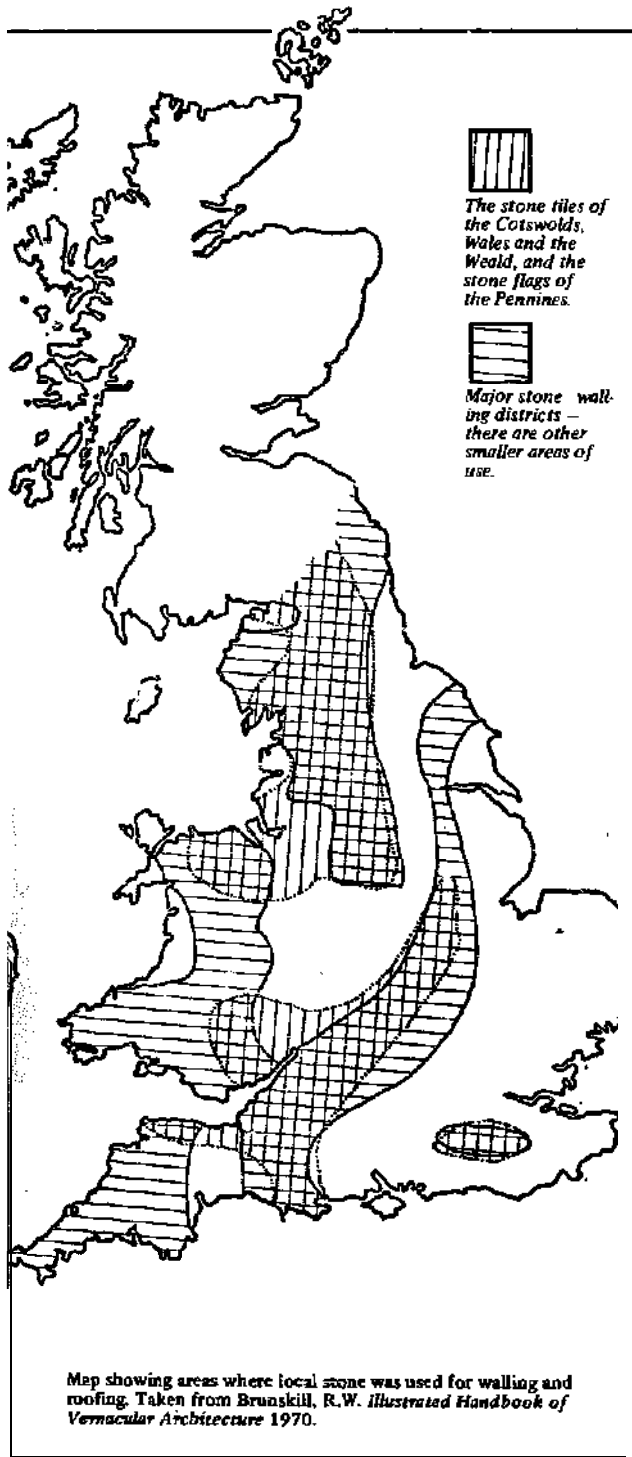 The stone tiles of
the Cotswolds,
Wales and the
Weald, and the
stone flags of
the Pennines.
Major stone wall-
ing districts –
there are other
smaller areas of
use.
Map showing areas where local stone was used for walling and
roofing. Taken from Brunskill, R.W. Illustrated Handbook of
Vernacular Architecture 1970.